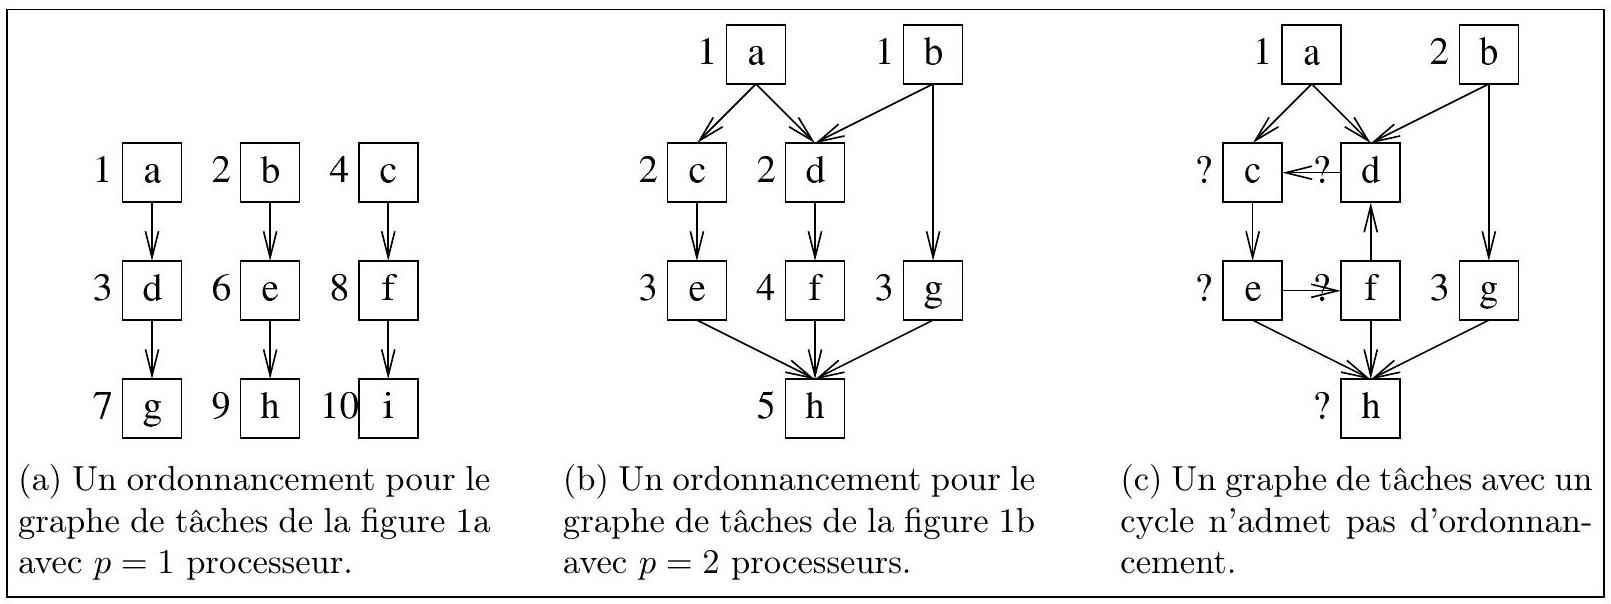 1 a 1 b 1 a 2 b
1 a 2 b 4 c 2 c 2 d ? c ? d
3 d 6 e 8 f 3 e 4 f 3 g ? e ? f 3 g
7 g 9 h 10 i 5 h ? h
(a) Un ordonnancement pour le
graphe de tâches de la figure 1a
avec p = 1 processeur.
(b) Un ordonnancement pour le
graphe de tâches de la figure 1b
avec p = 2 processeurs.
(c) Un graphe de tâches avec un
cycle n'admet pas d'ordonnan-
cement.